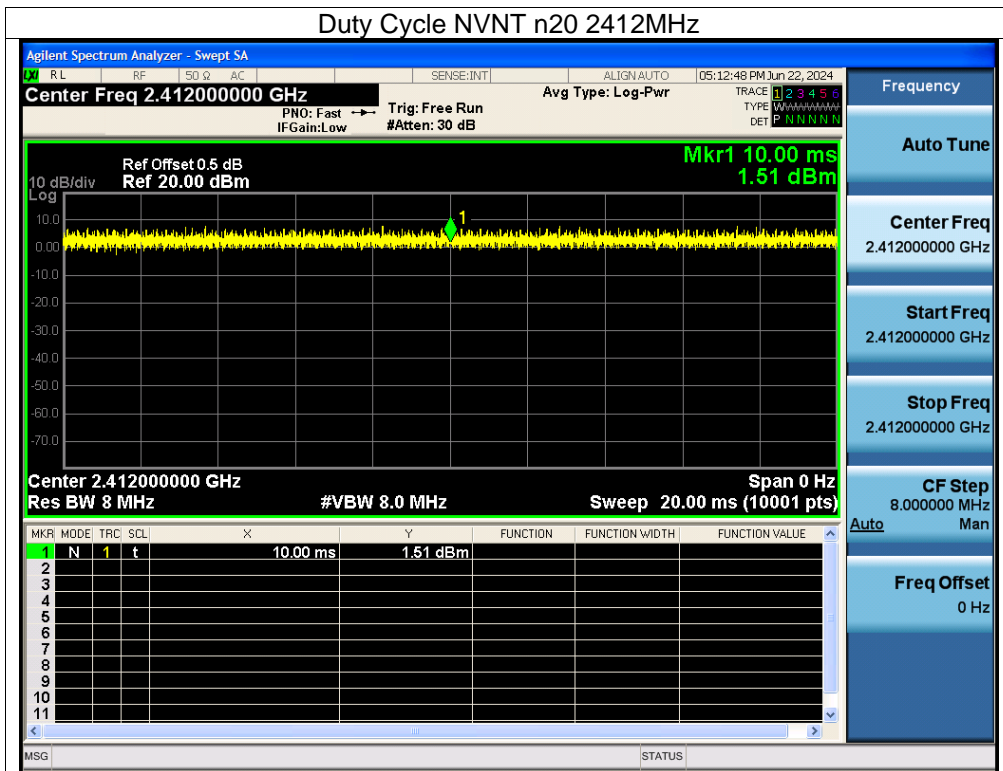 Duty Cycle NVNT n20 2412MHz
Agilent Spectrum Analyzer - Swept SA
LXI RL RF 50 Ω AC SENSE:INT ALIGN AUTO 05:12:48 PM Jun 22, 2024
Center Freq 2.412000000 GHz Avg Type: Log-Pwr TRACE 1 2 3 4 5 6
PNO: Fast Trig: Free Run TYPE WWWWWW
IFGain:Low #Atten: 30 dB DET P N N N N N
Mkr1 10.00 ms
1.51 dBm
Ref Offset 0.5 dB
10 dB/div Ref 20.00 dBm
Log
10.0
1
0.00
-10.0
-20.0
-30.0
-40.0
-50.0
-60.0
-70.0
Center 2.412000000 GHz Span 0 Hz
Res BW 8 MHz #VBW 8.0 MHz Sweep 20.00 ms (10001 pts)
MKR MODE TRC SCL X Y FUNCTION FUNCTION WIDTH FUNCTION VALUE
1 N 1 t 10.00 ms 1.51 dBm
2
3
4
5
6
7
8
9
10
11
MSG STATUS
Frequency
Auto Tune
Center Freq
2.412000000 GHz
Start Freq
2.412000000 GHz
Stop Freq
2.412000000 GHz
CF Step
8.000000 MHz
Auto Man
Freq Offset
0 Hz